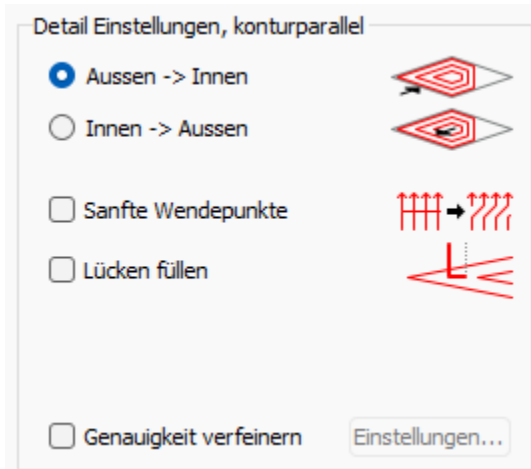 Detail Einstellungen, konturparallel
Aussen -> Innen
Innen -> Aussen
Sanfte Wendepunkte
Lücken füllen
Genauigkeit verfeinern Einstellungen...